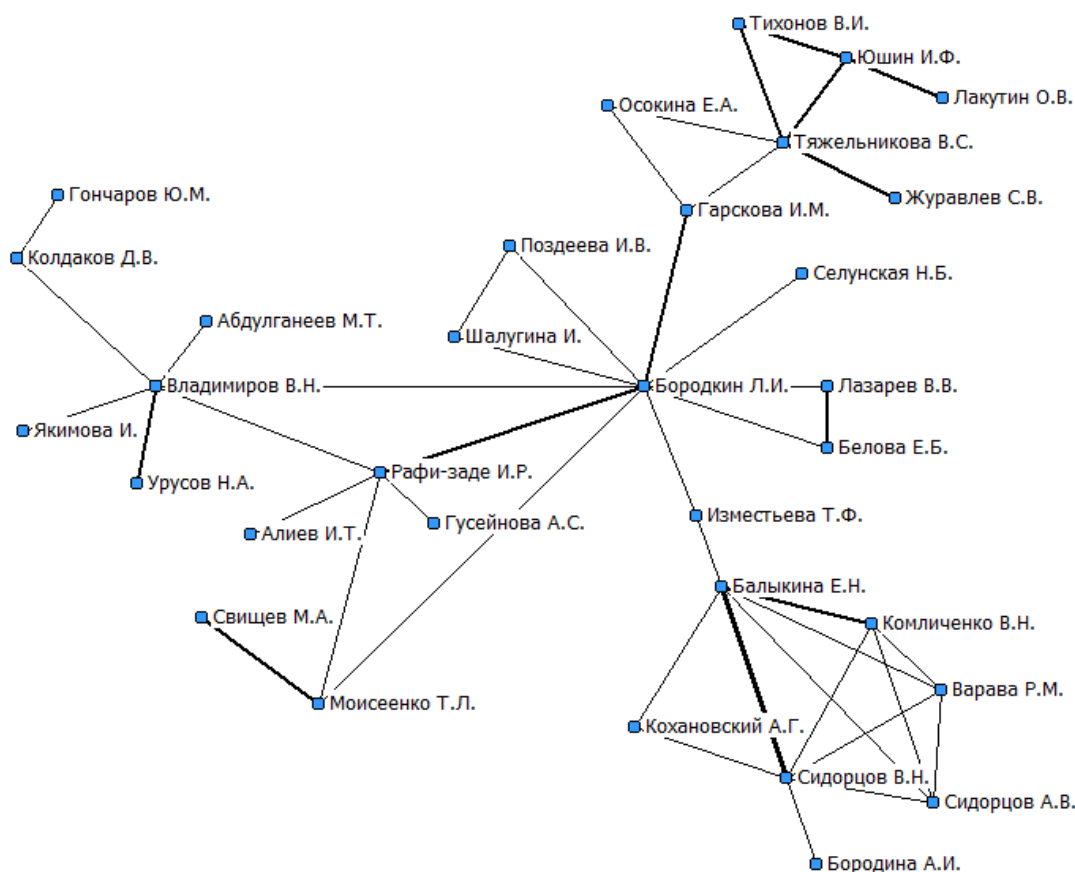 Тихонов В.И.
Юшин И.Ф.
Лакутин О.В.
Осокина Е.А.
Тяжельникова В.С.
Гончаров Ю.М.
Журавлев С.В.
Гарскова И.М.
Поздеева И.В.
Колдаков Д.В.
Селунская Н.Б.
Абдулганеев М.Т.
Шалугина И.
Владимиров В.Н.
Бородкин Л.И.
Лазарев В.В.
Якимова И.
Белова Е.Б.
Рафи-заде И.Р.
Урусов Н.А.
Изместьева Т.Ф.
Гусейнова А.С.
Алиев И.Т.
Балыкина Е.Н.
Свищев М.А.
Комличенко В.Н.
Варава Р.М.
Моисеенко Т.Л.
Кохановский А.Г.
Сидорцов В.Н.
Сидорцов А.В.
Бородина А.И.